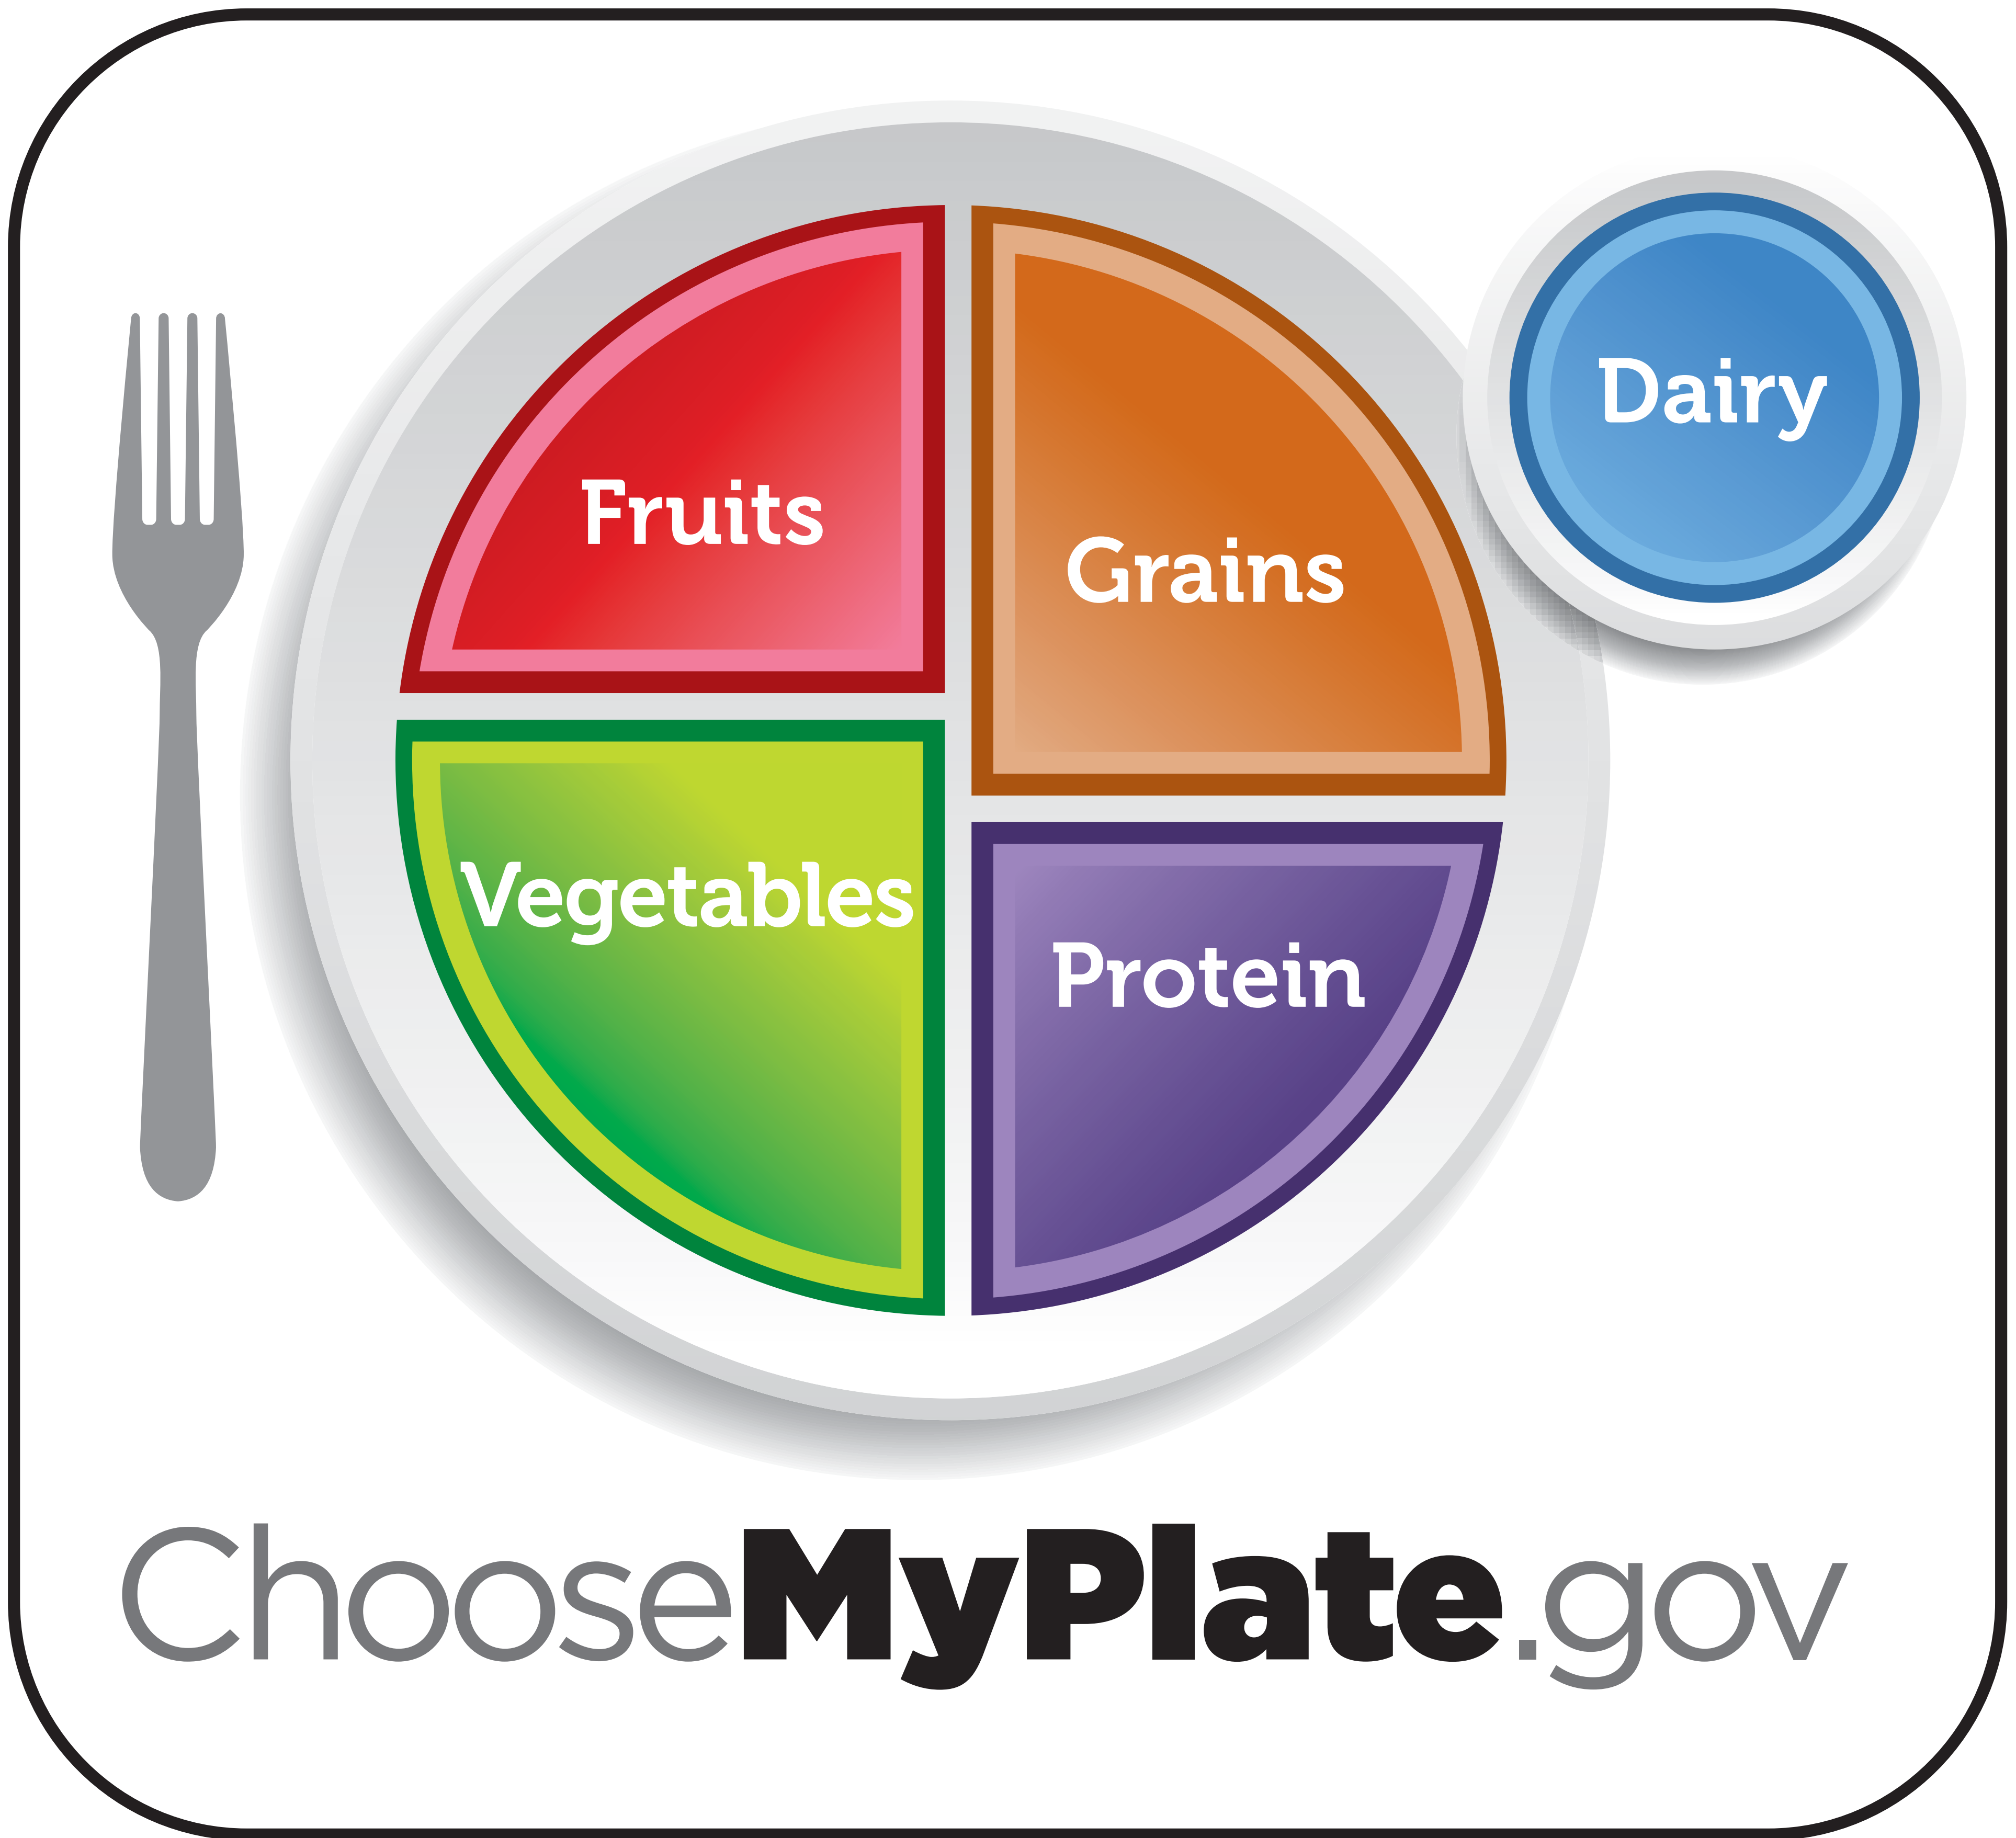 Dairy
Fruits
Grains
Vegetables
Protein
ChooseMyPlate.gov